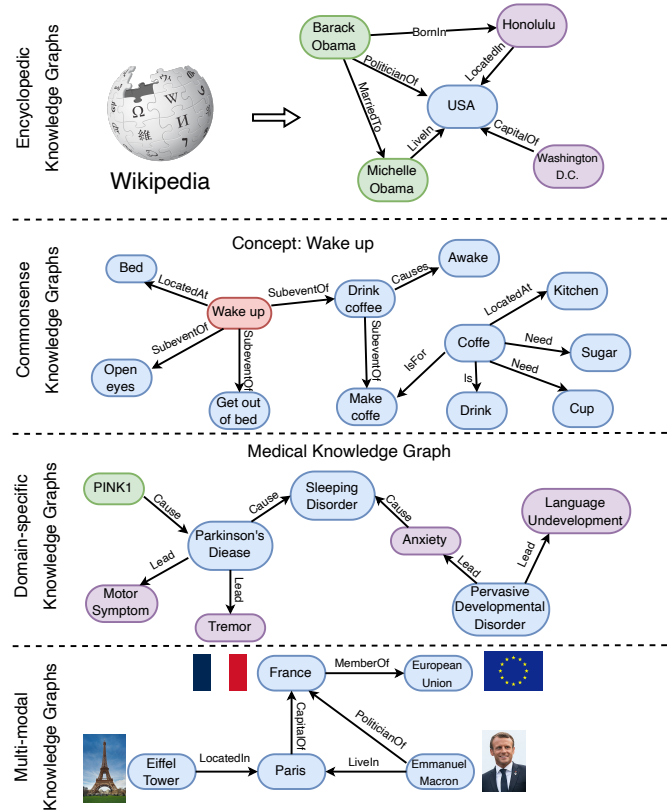 Encyclopedic
Knowledge Graphs
Ω
W
И
維
Wikipedia
Barack
Obama
BornIn
Honolulu
PoliticianOf
LocatedIn
MarriedTo
USA
LiveIn
CapitalOf
Michelle
Obama
Washington
D.C.
Commonsense
Knowledge Graphs
Concept: Wake up
Bed
LocatedAt
Wake up
SubeventOf
Drink
coffee
Causes
Awake
SubeventOf
Open
eyes
SubeventOf
Get out
of bed
SubeventOf
Make
coffe
IsFor
Coffe
LocatedAt
Kitchen
Need
Sugar
Need
Cup
Is
Drink
Domain-specific
Knowledge Graphs
Medical Knowledge Graph
PINK1
Cause
Parkinson's
Diease
Cause
Sleeping
Disorder
Cause
Anxiety
Language
Undevelopment
Lead
Motor
Symptom
Lead
Tremor
Lead
Lead
Pervasive
Developmental
Disorder
Multi-modal
Knowledge Graphs
France
MemberOf
European
Union
CapitalOf
PoliticianOf
Eiffel
Tower
LocatedIn
Paris
LiveIn
Emmanuel
Macron